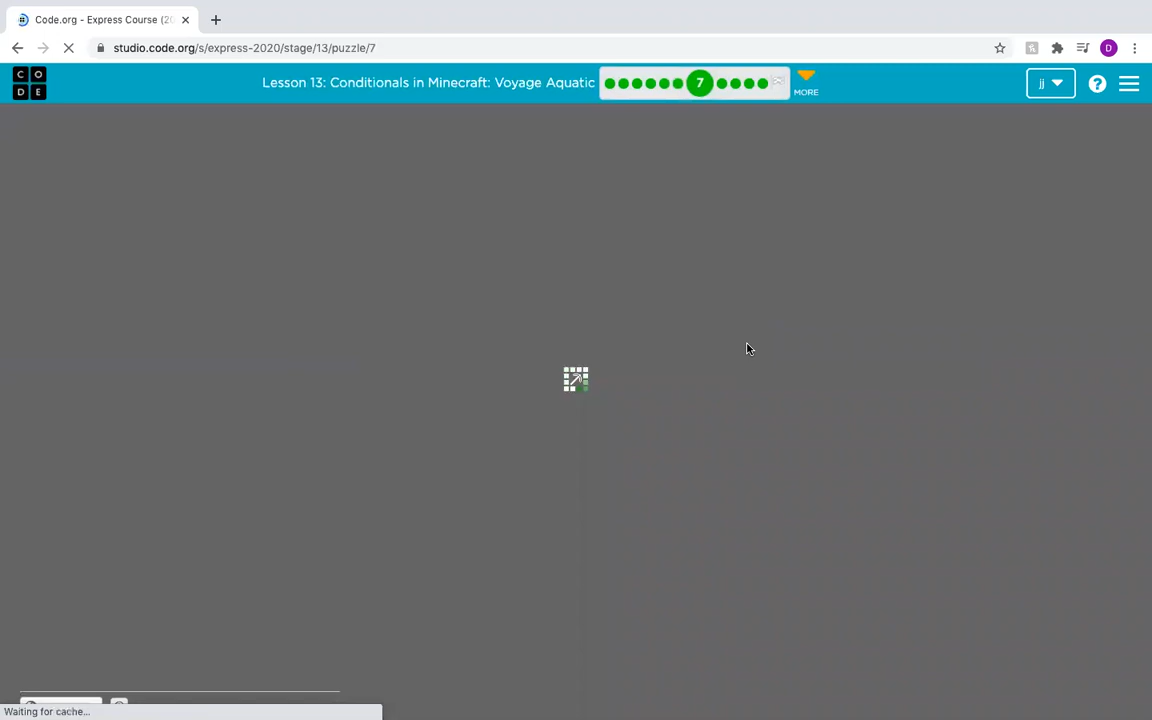 Code.org - Express Course (20
studio.code.org/s/express-2020/stage/13/puzzle/7
D
C O
D E
Lesson 13: Conditionals in Minecraft: Voyage Aquatic
7
MORE
jj
?
Waiting for cache...